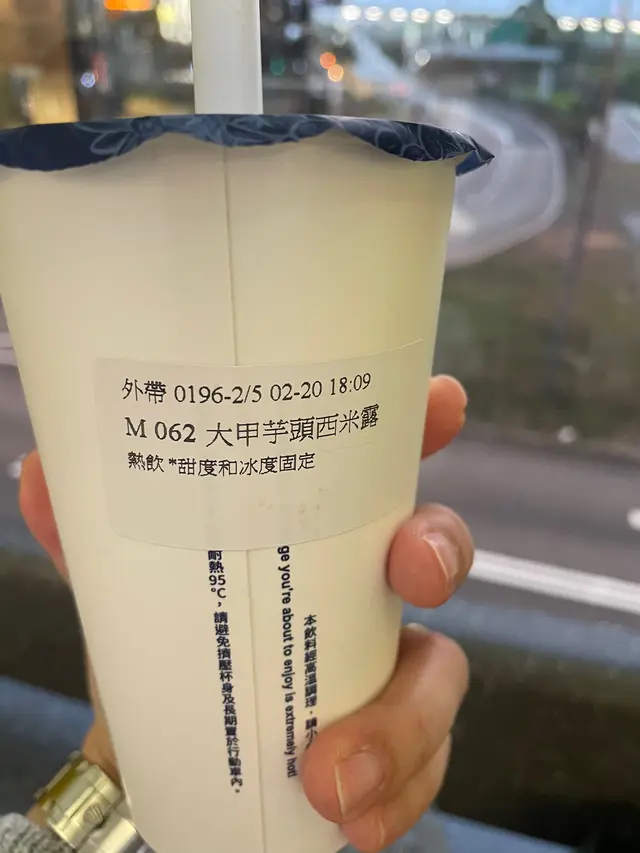 外帶 0196-2/5 02-20 18:09
M 062 大甲芋頭西米露
熱飲 *甜度和冰度固定
耐熱95°C，請避免擠壓杯身及長期置於行動車內。
ge you're about to enjoy is extremely hot!
本飲料經高溫調理，請小